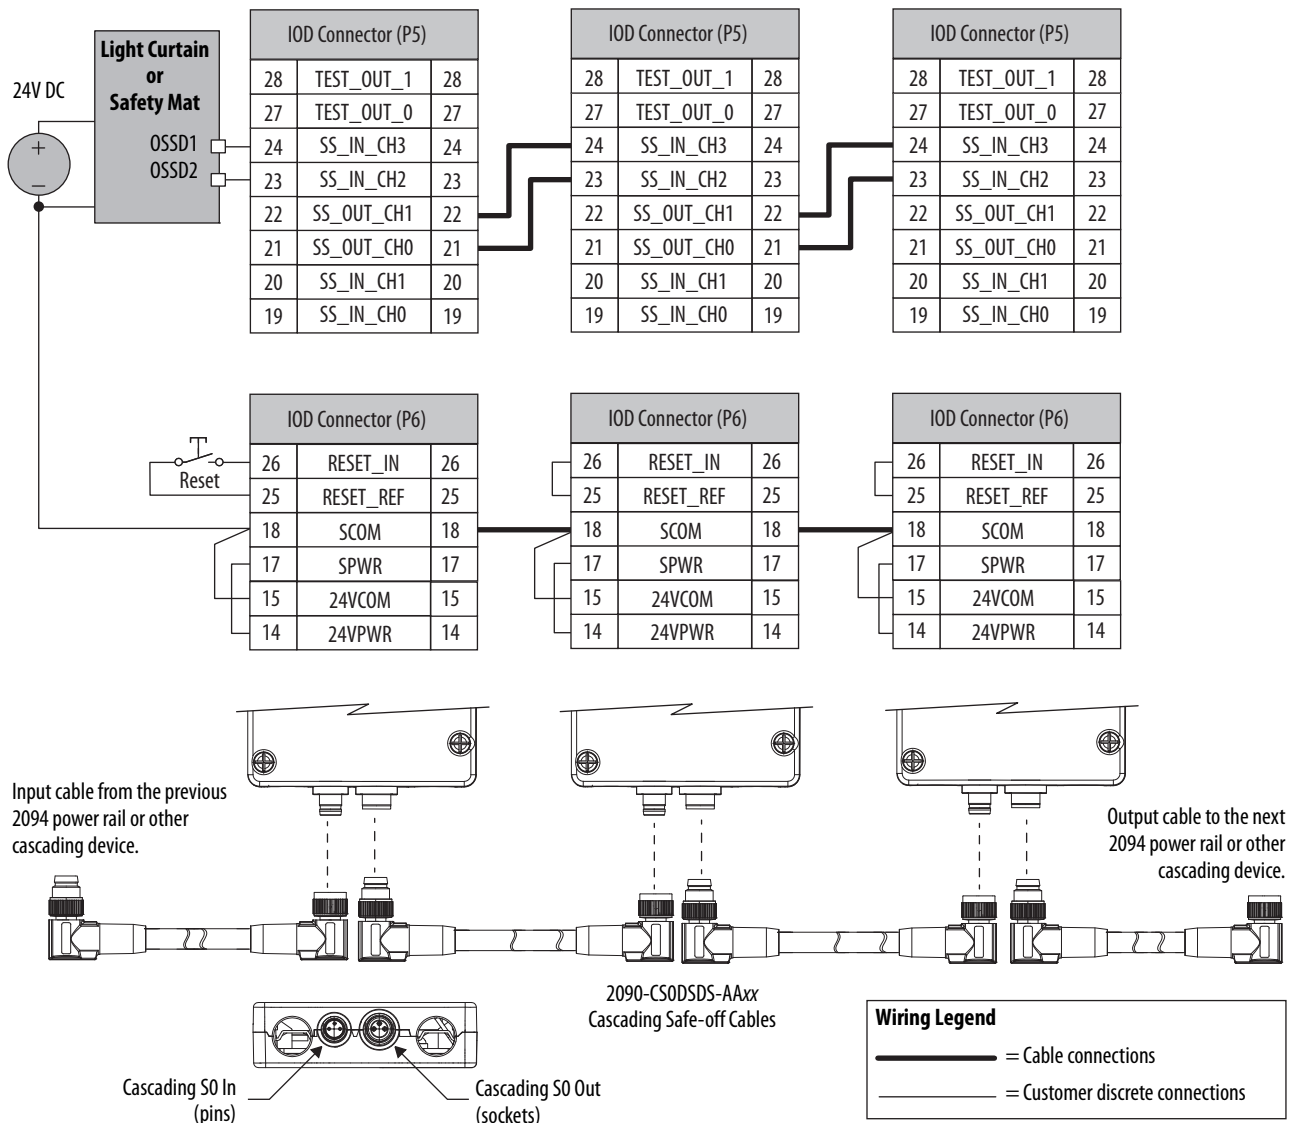 24V DC
+
–
Light Curtain
or
Safety Mat
OSSD1
OSSD2
IOD Connector (P5)
28 TEST_OUT_1 28
27 TEST_OUT_0 27
24 SS_IN_CH3 24
23 SS_IN_CH2 23
22 SS_OUT_CH1 22
21 SS_OUT_CH0 21
20 SS_IN_CH1 20
19 SS_IN_CH0 19
IOD Connector (P5)
28 TEST_OUT_1 28
27 TEST_OUT_0 27
24 SS_IN_CH3 24
23 SS_IN_CH2 23
22 SS_OUT_CH1 22
21 SS_OUT_CH0 21
20 SS_IN_CH1 20
19 SS_IN_CH0 19
IOD Connector (P5)
28 TEST_OUT_1 28
27 TEST_OUT_0 27
24 SS_IN_CH3 24
23 SS_IN_CH2 23
22 SS_OUT_CH1 22
21 SS_OUT_CH0 21
20 SS_IN_CH1 20
19 SS_IN_CH0 19
Reset
IOD Connector (P6)
26 RESET_IN 26
25 RESET_REF 25
18 SCOM 18
17 SPWR 17
15 24VCOM 15
14 24VPWR 14
IOD Connector (P6)
26 RESET_IN 26
25 RESET_REF 25
18 SCOM 18
17 SPWR 17
15 24VCOM 15
14 24VPWR 14
IOD Connector (P6)
26 RESET_IN 26
25 RESET_REF 25
18 SCOM 18
17 SPWR 17
15 24VCOM 15
14 24VPWR 14
Input cable from the previous
2094 power rail or other
cascading device.
Output cable to the next
2094 power rail or other
cascading device.
2090-CS0DSDS-AAxx
Cascading Safe-off Cables
Cascading SO In
(pins)
Cascading SO Out
(sockets)
Wiring Legend
= Cable connections
= Customer discrete connections